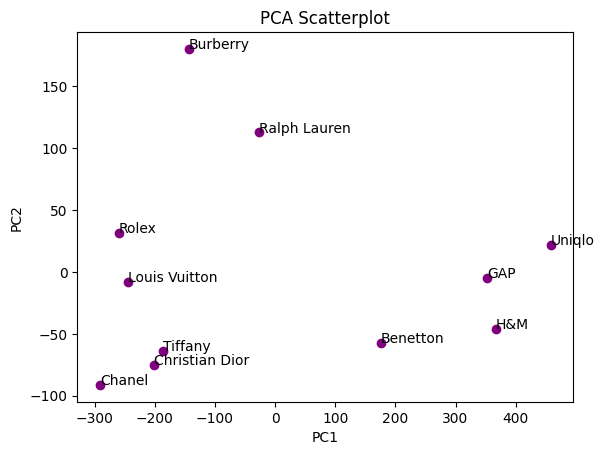 PCA Scatterplot
Burberry
150
Ralph Lauren
100
PC2
50
Rolex
Uniqlo
0
Louis Vuitton
GAP
H&M
−50
Benetton
Tiffany
Christian Dior
Chanel
−100
−300 −200 −100 0 100 200 300 400
PC1